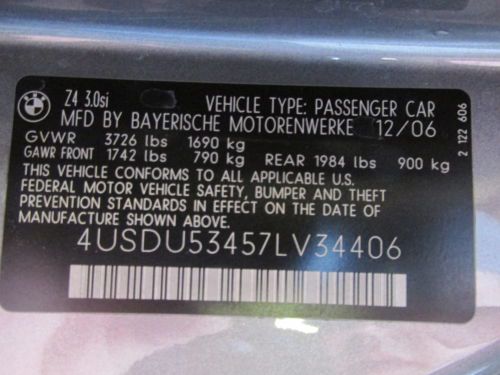 Z4 3.0si VEHICLE TYPE: PASSENGER CAR
MFD BY BAYERISCHE MOTORENWERKE 12/06
GVWR 3726 lbs 1690 kg
GAWR FRONT 1742 lbs 790 kg REAR 1984 lbs 900 kg
THIS VEHICLE CONFORMS TO ALL APPLICABLE U.S.
FEDERAL MOTOR VEHICLE SAFETY, BUMPER AND THEFT
PREVENTION STANDARDS IN EFFECT ON THE DATE OF
MANUFACTURE SHOWN ABOVE.
4USDU53457LV34406
2 122 606